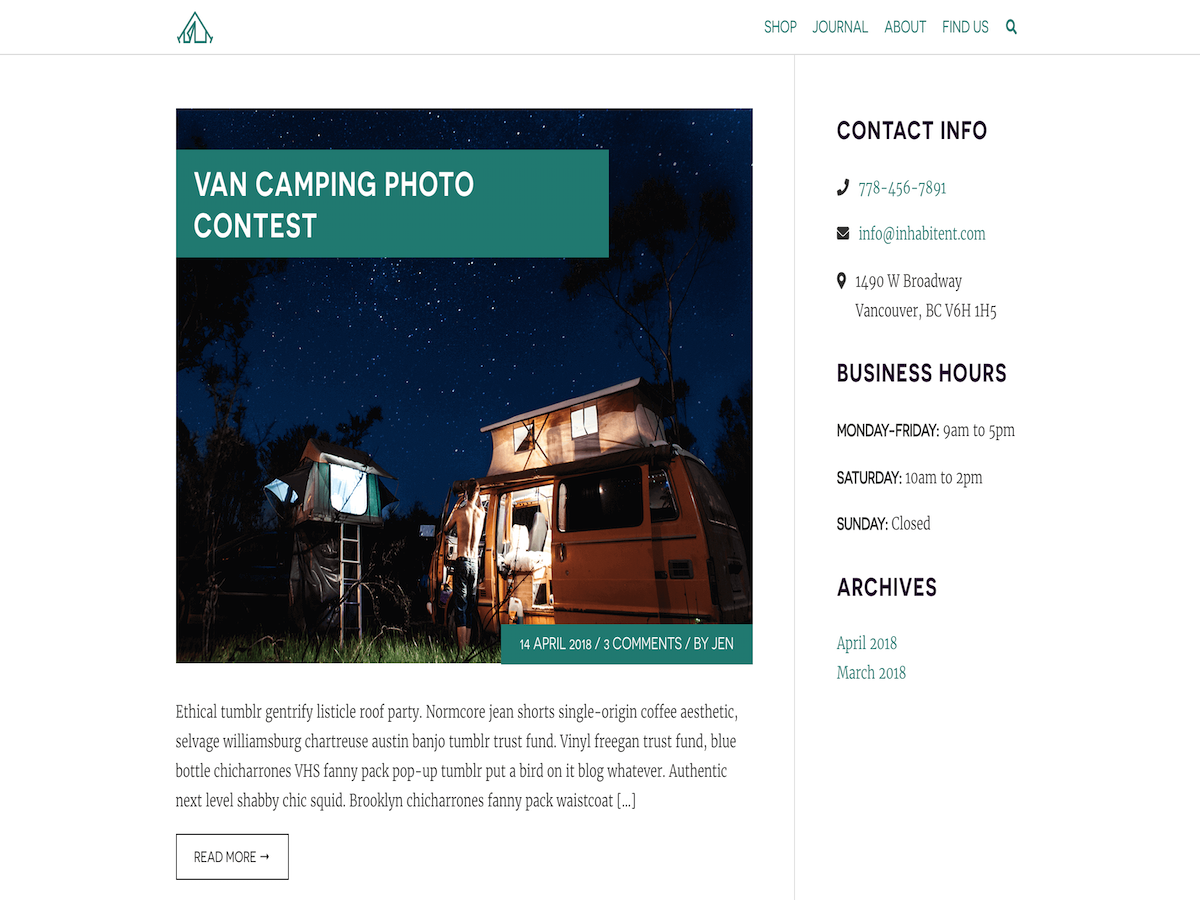 SHOP JOURNAL ABOUT FIND US
VAN CAMPING PHOTO
CONTEST
14 APRIL 2018 / 3 COMMENTS / BY JEN
Ethical tumblr gentrify listicle roof party. Normcore jean shorts single-origin coffee aesthetic,
selvage williamsburg chartreuse austin banjo tumblr trust fund. Vinyl freegan trust fund, blue
bottle chicharrones VHS fanny pack pop-up tumblr put a bird on it blog whatever. Authentic
next level shabby chic squid. Brooklyn chicharrones fanny pack waistcoat [...]
READ MORE →
CONTACT INFO
778-456-7891
info@inhabitent.com
1490 W Broadway
Vancouver, BC V6H 1H5
BUSINESS HOURS
MONDAY-FRIDAY: 9am to 5pm
SATURDAY: 10am to 2pm
SUNDAY: Closed
ARCHIVES
April 2018
March 2018